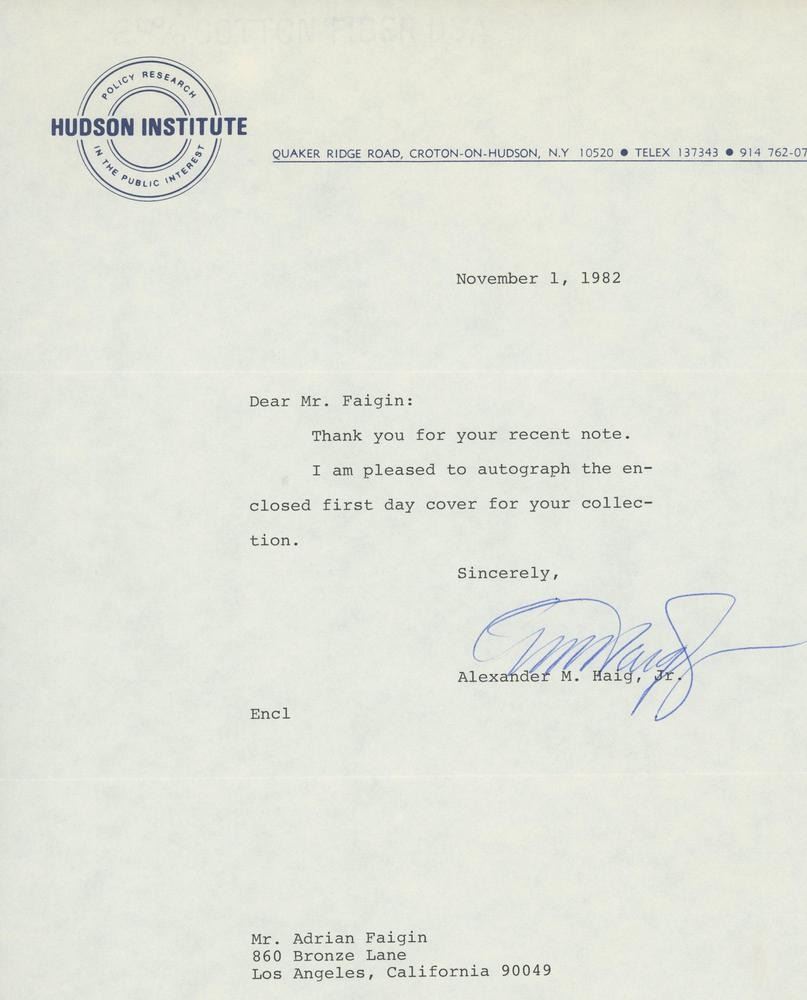 POLICY RESEARCH
HUDSON INSTITUTE
IN THE PUBLIC INTEREST
QUAKER RIDGE ROAD, CROTON-ON-HUDSON, N.Y 10520 ● TELEX 137343 ● 914 762-07
November 1, 1982
Dear Mr. Faigin:
Thank you for your recent note.
I am pleased to autograph the en-
closed first day cover for your collec-
tion.
Sincerely,
Alexander M. Haig, Jr.
Encl
Mr. Adrian Faigin
860 Bronze Lane
Los Angeles, California 90049